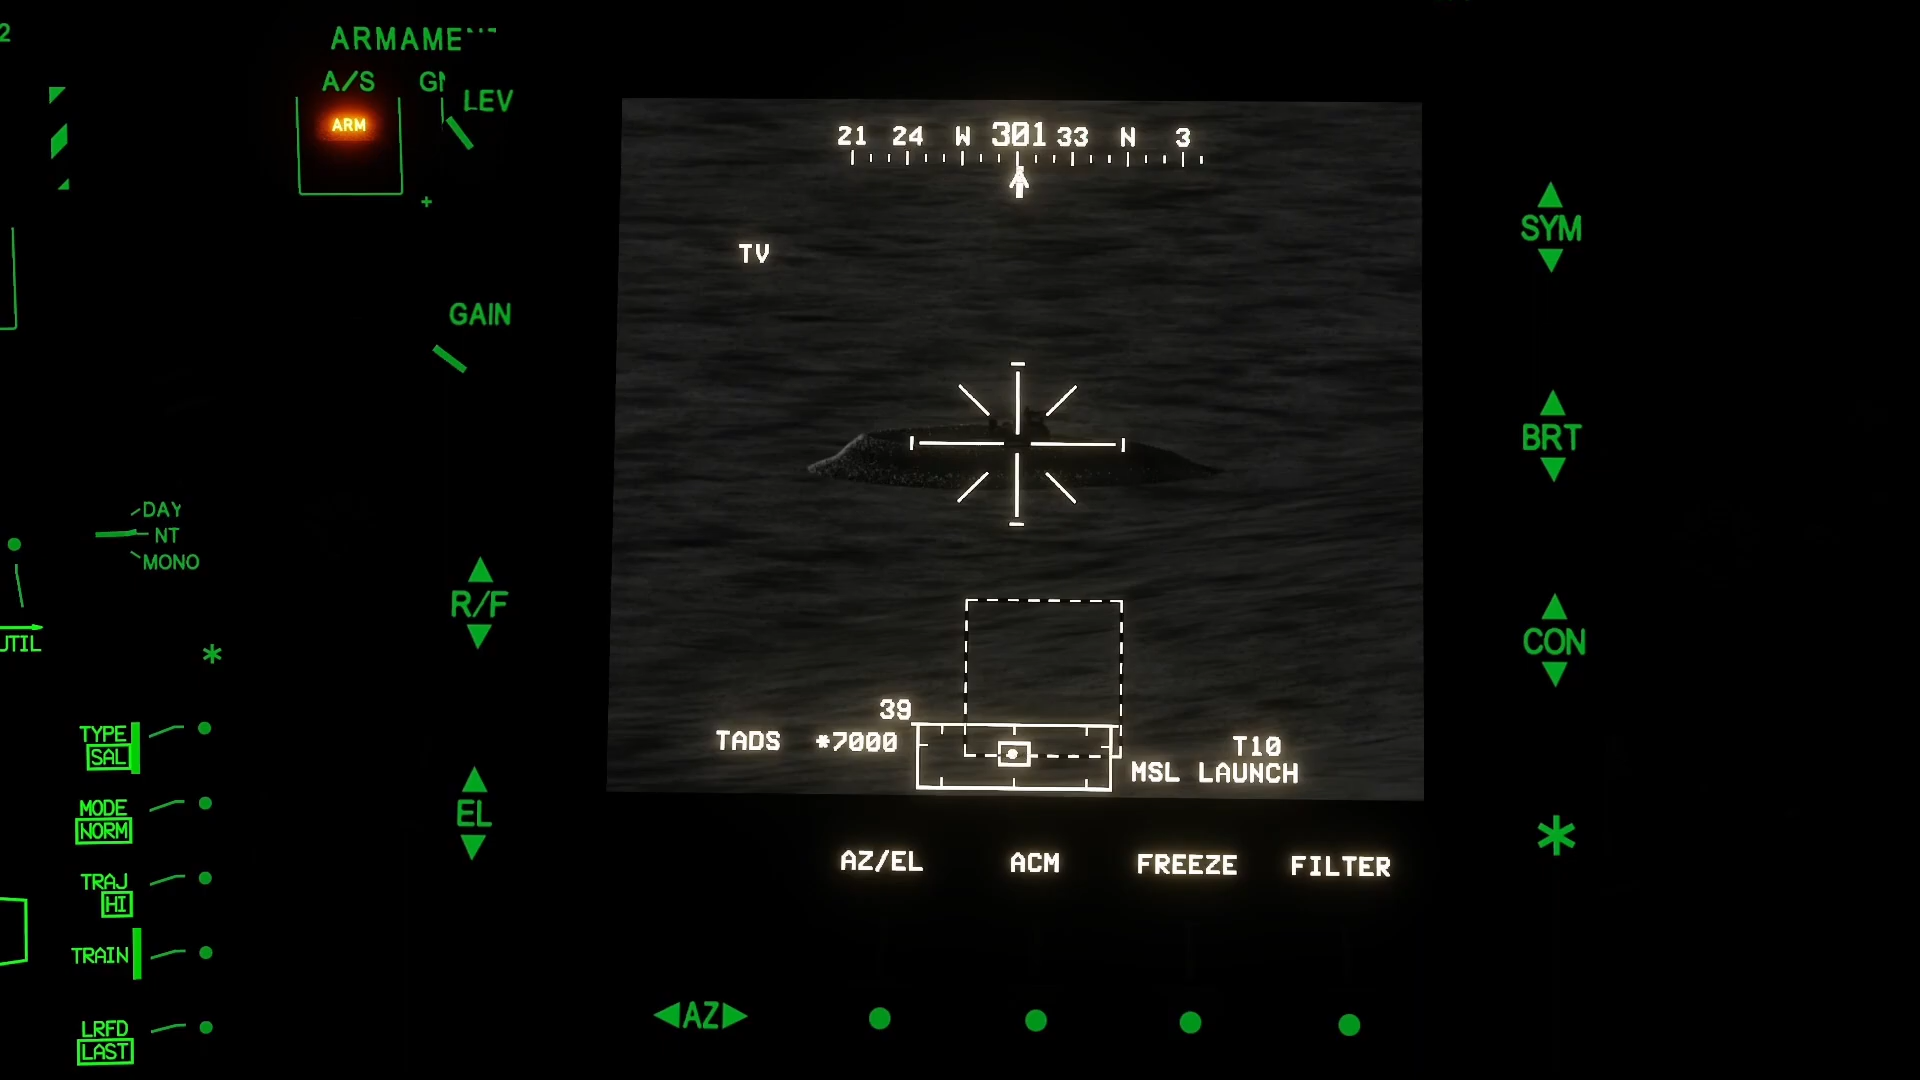 2
ARMAME
A/S
ARM
LEV
21 24 W 301 33 N 3
SYM
TV
GAIN
BRT
DAY
NT
MONO
R/F
UTIL
*
CON
TYPE
SAL
39
TADS *7000
T10
MSL LAUNCH
MODE
NORM
EL
*
AZ/EL ACM FREEZE FILTER
TRAJ
HI
TRAIN
AZ
LRFD
LAST